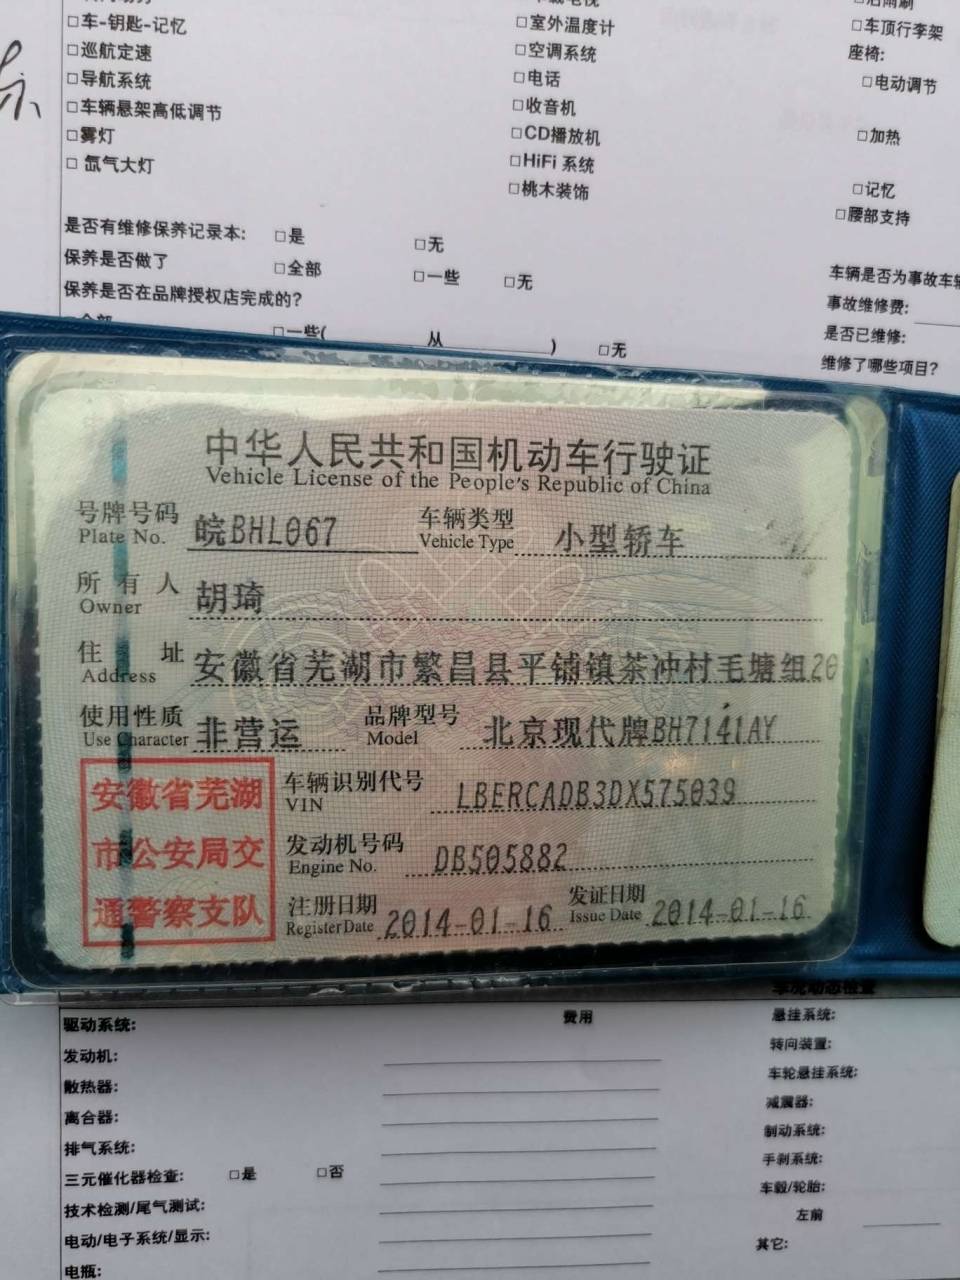 □车-钥匙-记忆 □室外温度计 □车顶行李架
□巡航定速 □空调系统 座椅:
□导航系统 □电话 □电动调节
□车辆悬架高低调节 □收音机
□雾灯 □CD播放机 □加热
□ 氙气大灯 □HiFi 系统
□桃木装饰 □记忆
□腰部支持
是否有维修保养记录本: □是 □无
保养是否做了 □全部 □一些 □无 车辆是否为事故车
保养是否在品牌授权店完成的? 事故维修费:
□一些( 从 ) □无 是否已维修:
维修了哪些项目?
中华人民共和国机动车行驶证
Vehicle License of the People's Republic of China
号牌号码 皖BHL067 车辆类型 小型轿车
Plate No. Vehicle Type
所有人 胡琦
Owner
住址 安徽省芜湖市繁昌县平铺镇茶冲村毛塘组20
Address
使用性质 非营运 品牌型号 北京现代牌BH7141AY
Use Character Model
安徽省芜湖
市公安局交
通警察支队
车辆识别代号 LBERCADB3DX575039
VIN
发动机号码 DB505882
Engine No.
注册日期 2014-01-16 发证日期 2014-01-16
Register Date Issue Date
驱动系统: 费用 悬挂系统:
发动机: 转向装置:
散热器: 车轮悬挂系统:
离合器: 减震器:
排气系统: 制动系统:
三元催化器检查: □是 □否 手刹系统:
技术检测/尾气测试: 车毂/轮胎:
电动/电子系统/显示: 左前
电瓶: 其它: